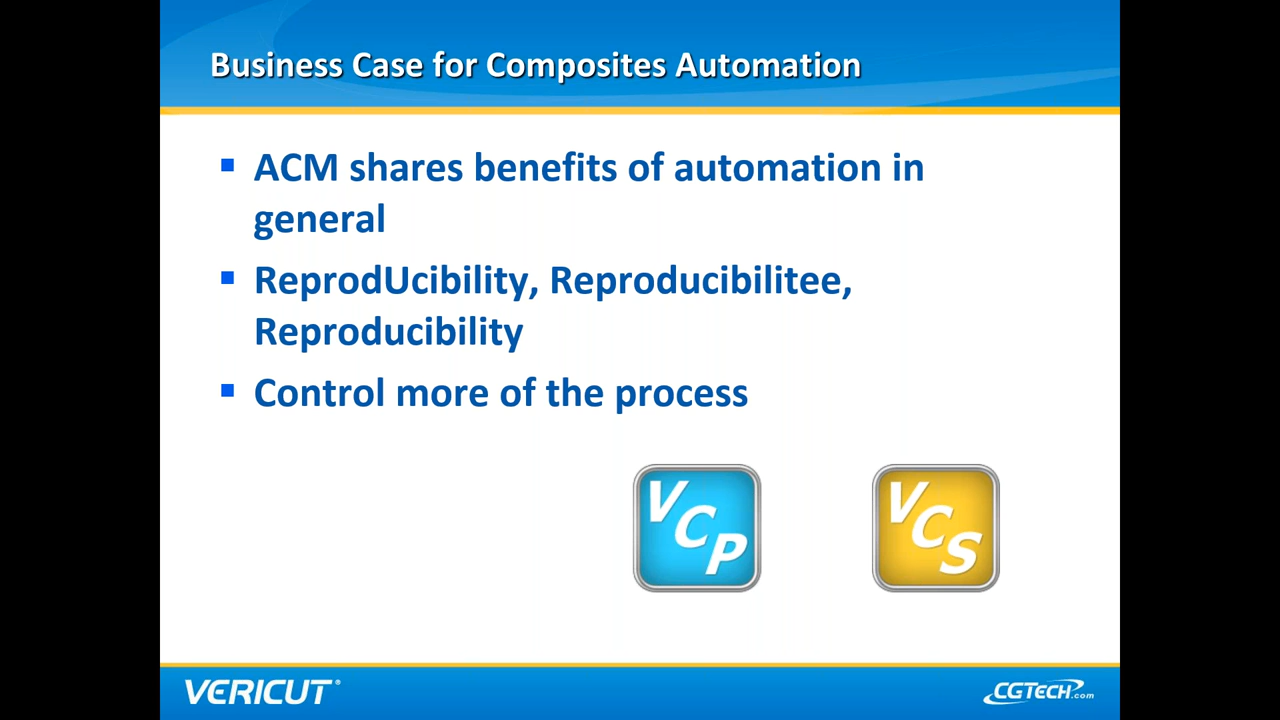 Business Case for Composites Automation
ACM shares benefits of automation in
general
ReprodUcibility, Reproducibilitee,
Reproducibility
Control more of the process
VCP
VCS
VERICUT®
CGTECH.com